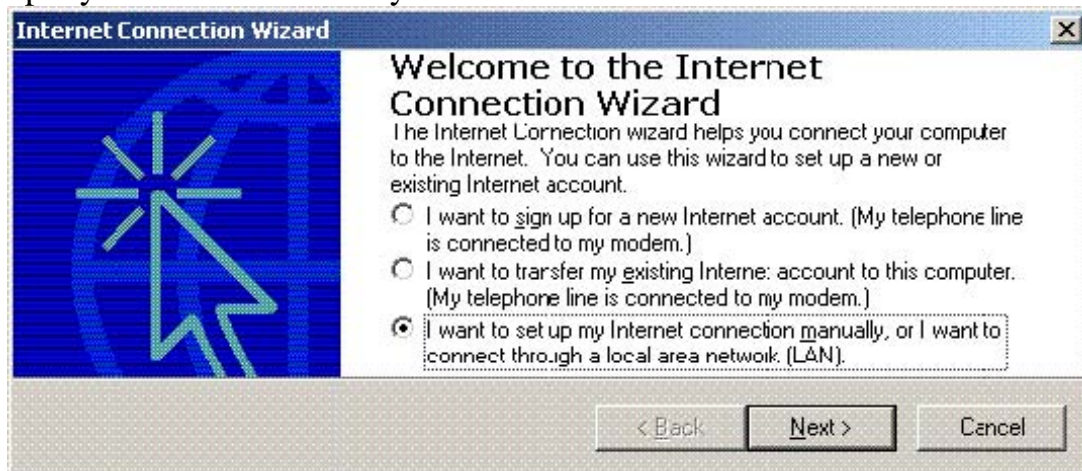 Internet Connection Wizard
Welcome to the Internet
Connection Wizard
The Internet Connection wizard helps you connect your computer
to the Internet. You can use this wizard to set up a new or
existing Internet account.
I want to sign up for a new Internet account. (My telephone line
is connected to my modem.)
I want to transfer my existing Internet account to this computer.
(My telephone line is connected to my modem.)
I want to set up my Internet connection manually, or I want to
connect through a local area network (LAN).
< Back Next > Cancel